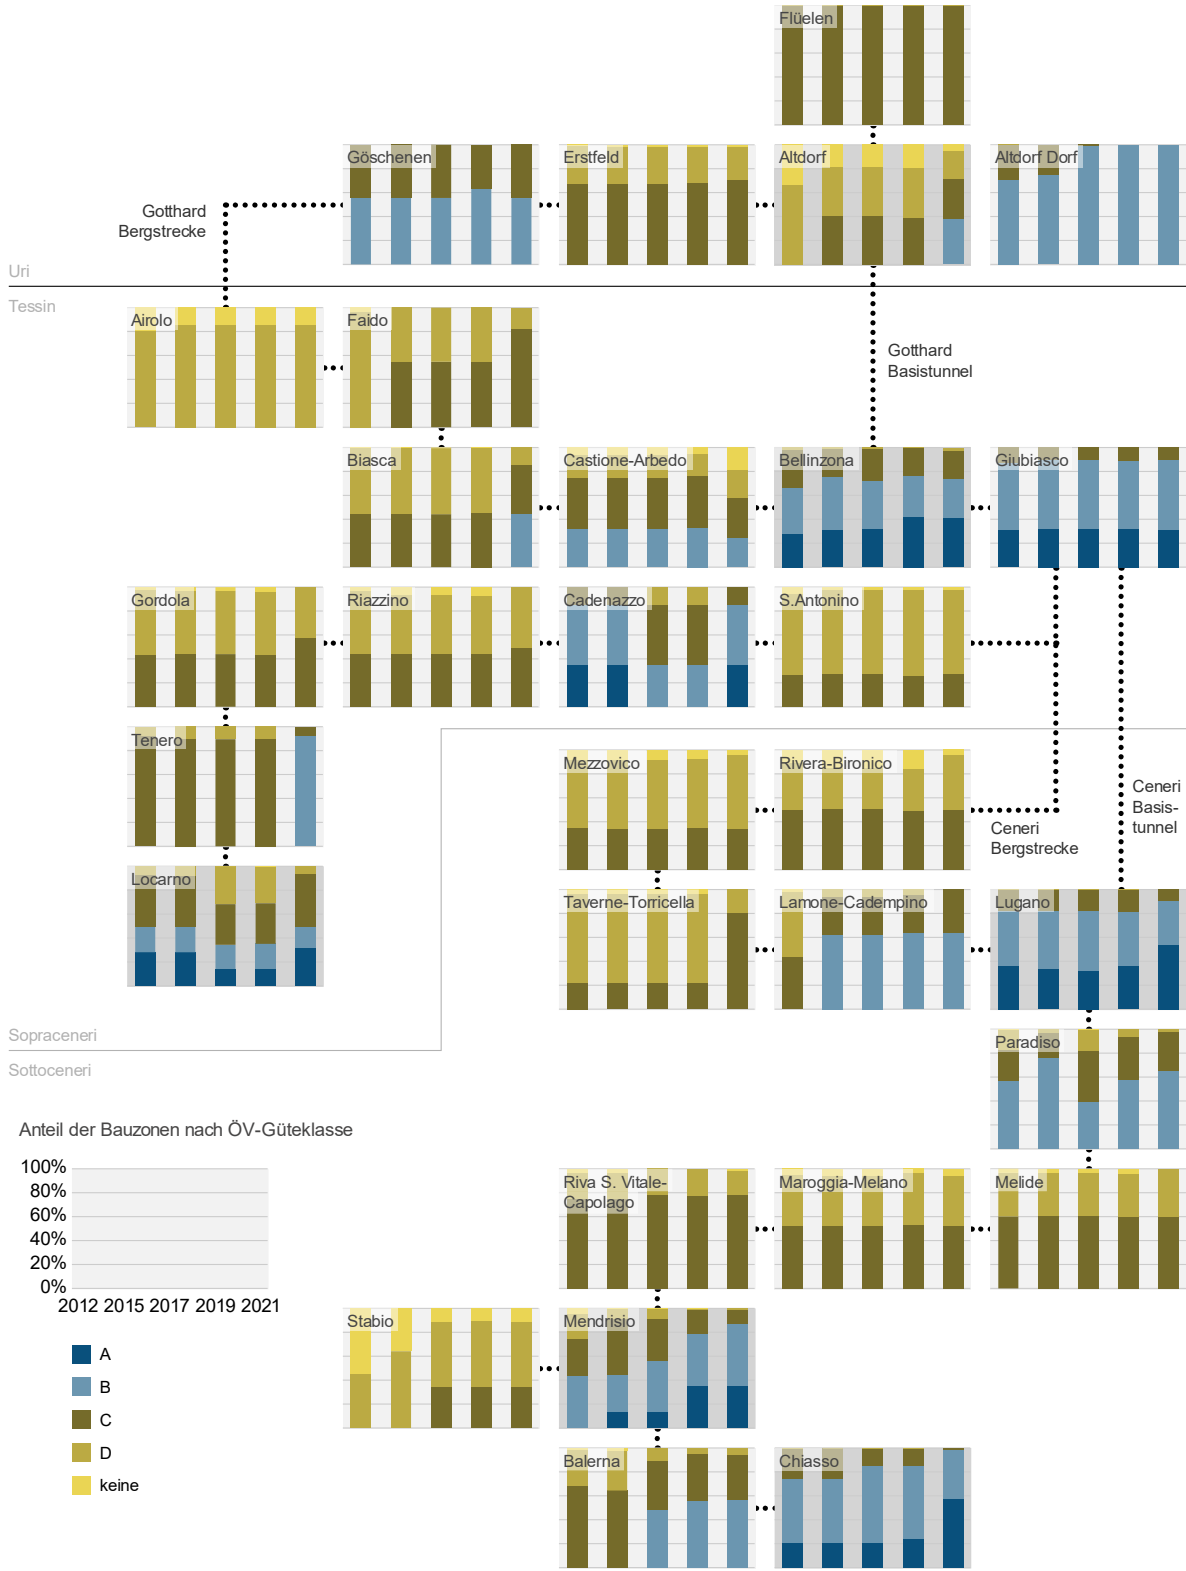 Flüelen
Göschenen
Erstfeld
Altdorf
Altdorf Dorf
Gotthard
Bergstrecke
Uri
Tessin
Airolo
Faido
Gotthard
Basistunnel
Biasca
Castione-Arbedo
Bellinzona
Giubiasco
Gordola
Riazzino
Cadenazzo
S.Antonino
Tenero
Mezzovico
Rivera-Bironico
Ceneri
Basis-
tunnel
Ceneri
Bergstrecke
Locarno
Taverne-Torricella
Lamone-Cadempino
Lugano
Sopraceneri
Sottoceneri
Paradiso
Anteil der Bauzonen nach ÖV-Güteklasse
100%
80%
60%
40%
20%
0%
2012 2015 2017 2019 2021
Riva S. Vitale-
Capolago
Maroggia-Melano
Melide
Stabio
Mendrisio
A
B
C
D
keine
Balerna
Chiasso